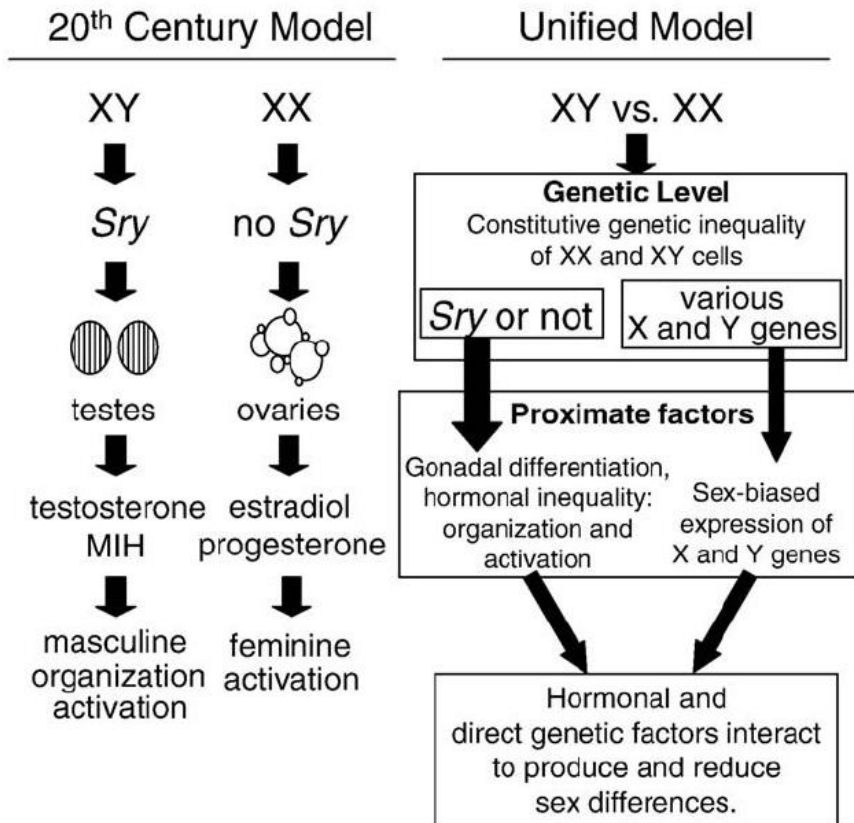 20th Century Model
XY
Sry
testes
testosterone
MIH
masculine
organization
activation
XX
no Sry
ovaries
estradiol
progesterone
feminine
activation
Unified Model
XY vs. XX
Genetic Level
Constitutive genetic inequality
of XX and XY cells
Sry or not
various
X and Y genes
Proximate factors
Gonadal differentiation,
hormonal inequality:
organization and
activation
Sex-biased
expression of
X and Y genes
Hormonal and
direct genetic factors interact
to produce and reduce
sex differences.